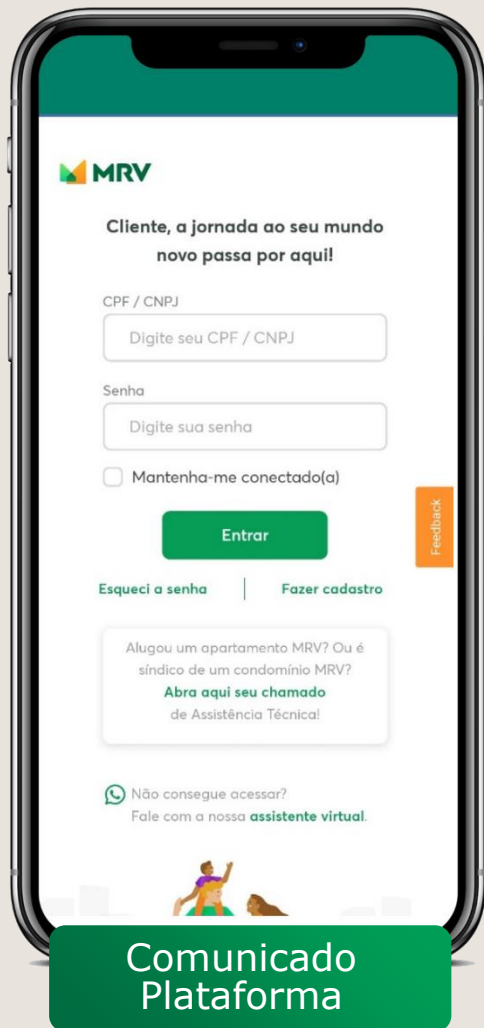 MRV
Cliente, a jornada ao seu mundo
novo passa por aqui!
CPF / CNPJ
Digite seu CPF / CNPJ
Senha
Digite sua senha
Mantenha-me conectado(a)
Entrar
Feedback
Esqueci a senha
Fazer cadastro
Alugou um apartamento MRV? Ou é
síndico de um condomínio MRV?
Abra aqui seu chamado
de Assistência Técnica!
Não consegue acessar?
Fale com a nossa assistente virtual.
Comunicado
Plataforma